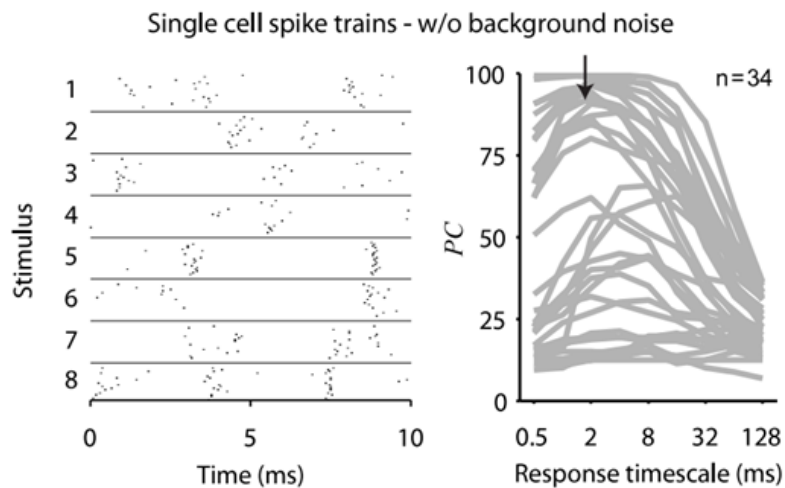 Single cell spike trains - w/o background noise
Stimulus
1
2
3
4
5
6
7
8
0 5 10
Time (ms)
n=34
PC
100
75
50
25
0
0.5 2 8 32 128
Response timescale (ms)